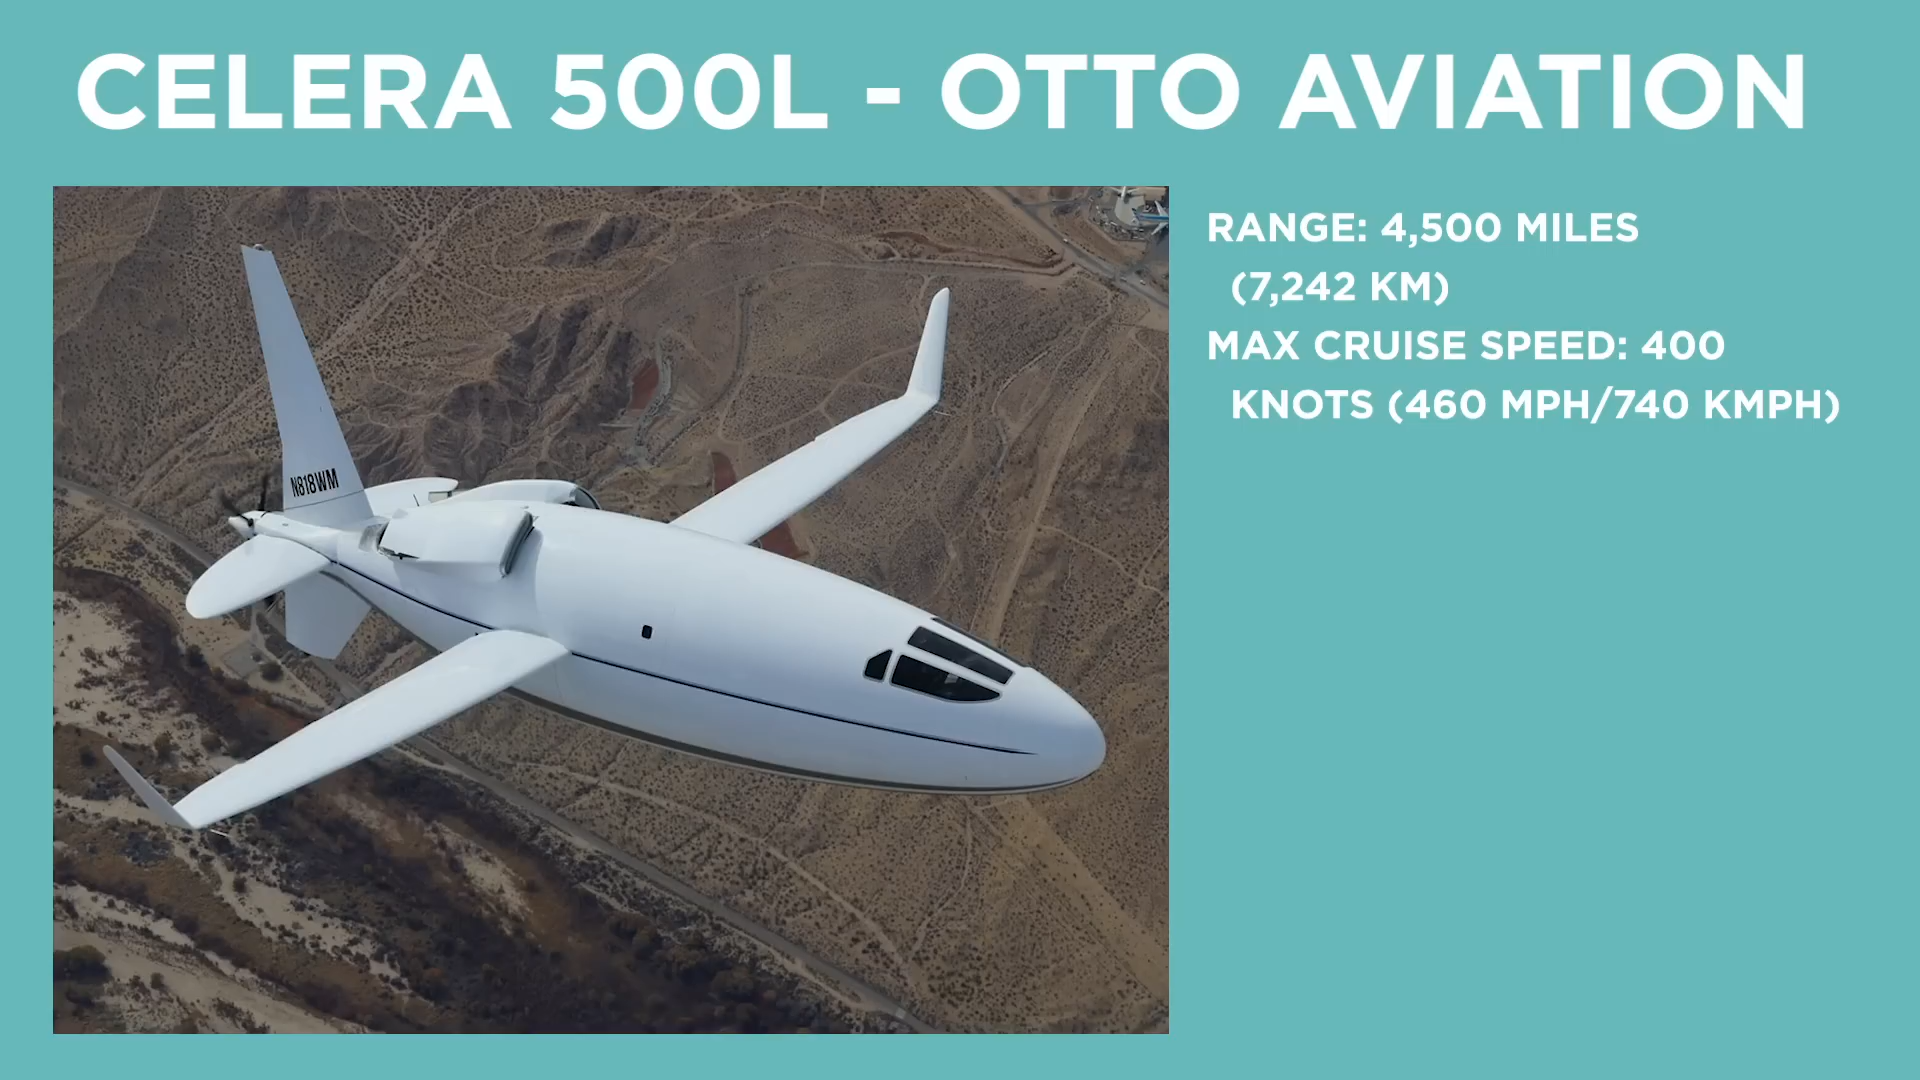 CELERA 500L - OTTO AVIATION
RANGE: 4,500 MILES
(7,242 KM)
MAX CRUISE SPEED: 400
KNOTS (460 MPH/740 KMPH)
N818WM